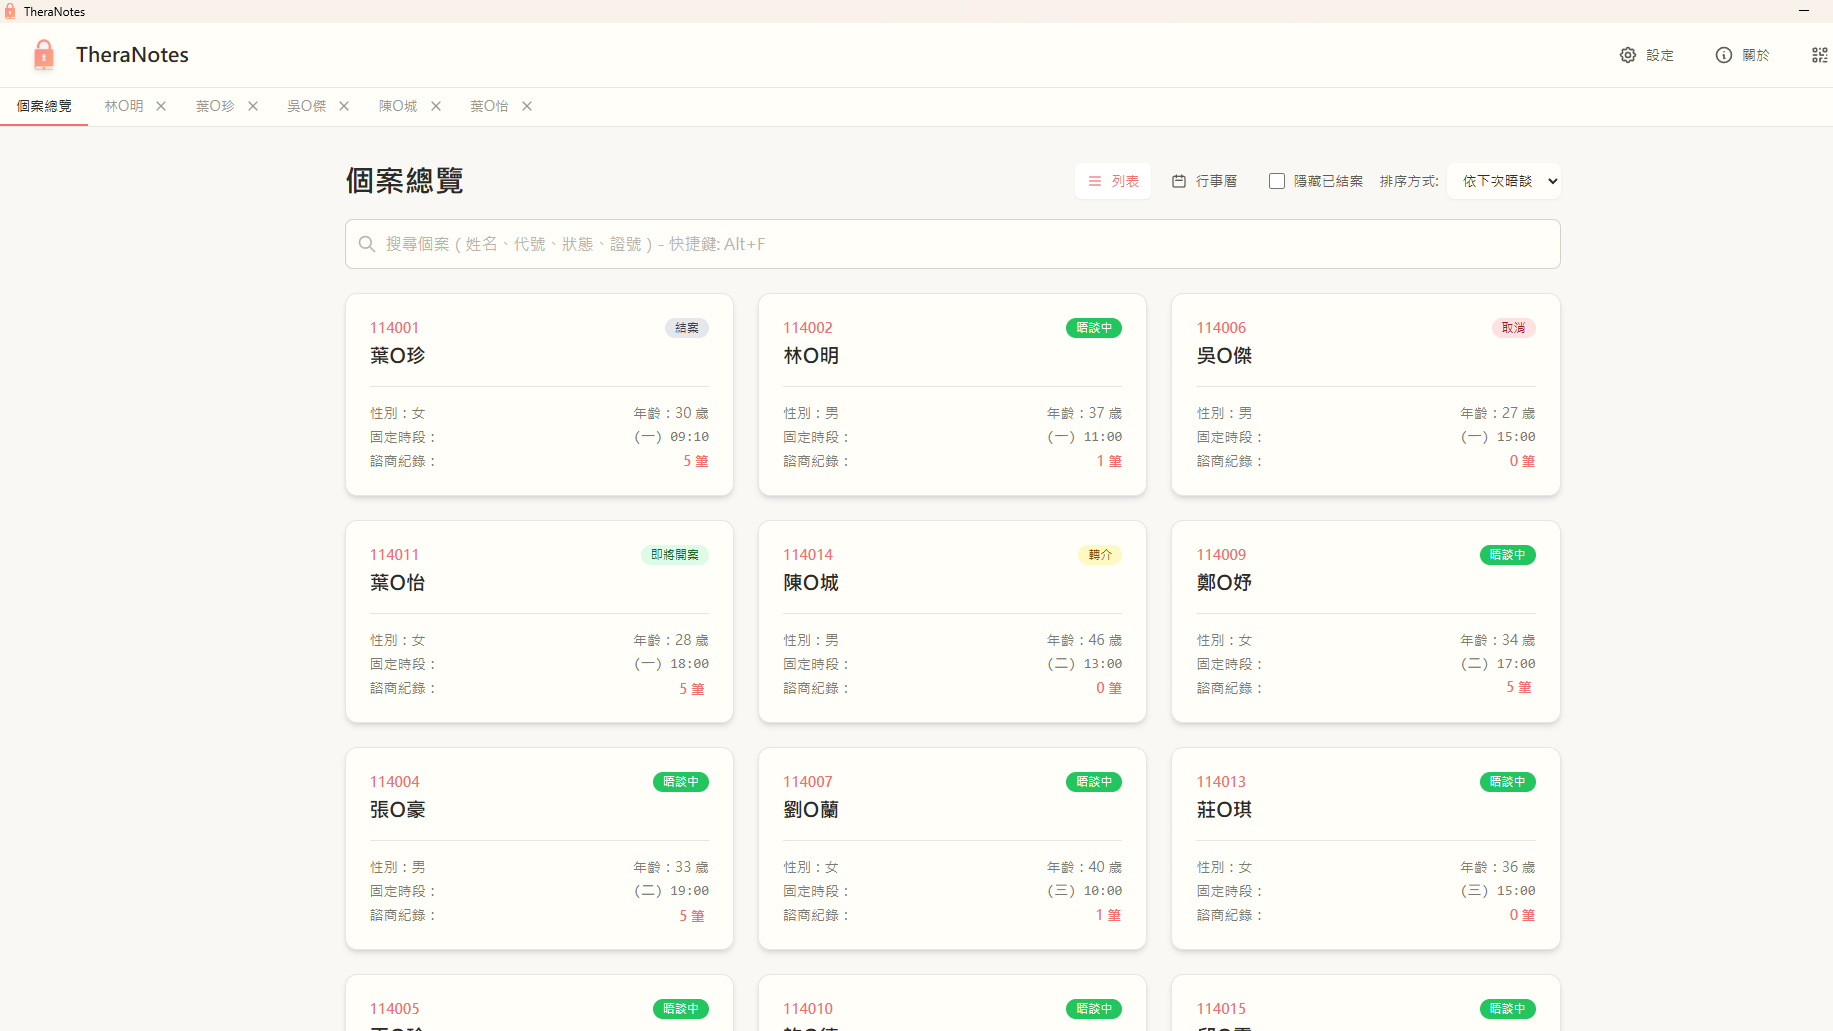 TheraNotes
TheraNotes
設定
關於
個案總覽
林O明
葉O珍
吳O傑
陳O城
葉O怡
個案總覽
列表
行事曆
隱藏已結案
排序方式:
依下次晤談
搜尋個案 ( 姓名、代號、狀態、證號 ) - 快捷鍵: Alt+F
114001
結案
葉O珍
性別：女
年齡：30 歲
固定時段：
(一) 09:10
諮商紀錄：
5 筆
114002
晤談中
林O明
性別：男
年齡：37 歲
固定時段：
(一) 11:00
諮商紀錄：
1 筆
114006
取消
吳O傑
性別：男
年齡：27 歲
固定時段：
(一) 15:00
諮商紀錄：
0 筆
114011
即將開案
葉O怡
性別：女
年齡：28 歲
固定時段：
(一) 18:00
諮商紀錄：
5 筆
114014
轉介
陳O城
性別：男
年齡：46 歲
固定時段：
(二) 13:00
諮商紀錄：
0 筆
114009
晤談中
鄭O妤
性別：女
年齡：34 歲
固定時段：
(二) 17:00
諮商紀錄：
5 筆
114004
晤談中
張O豪
性別：男
年齡：33 歲
固定時段：
(二) 19:00
諮商紀錄：
5 筆
114007
晤談中
劉O蘭
性別：女
年齡：40 歲
固定時段：
(三) 10:00
諮商紀錄：
1 筆
114013
晤談中
莊O琪
性別：女
年齡：36 歲
固定時段：
(三) 15:00
諮商紀錄：
0 筆
114005
晤談中
114010
晤談中
114015
晤談中